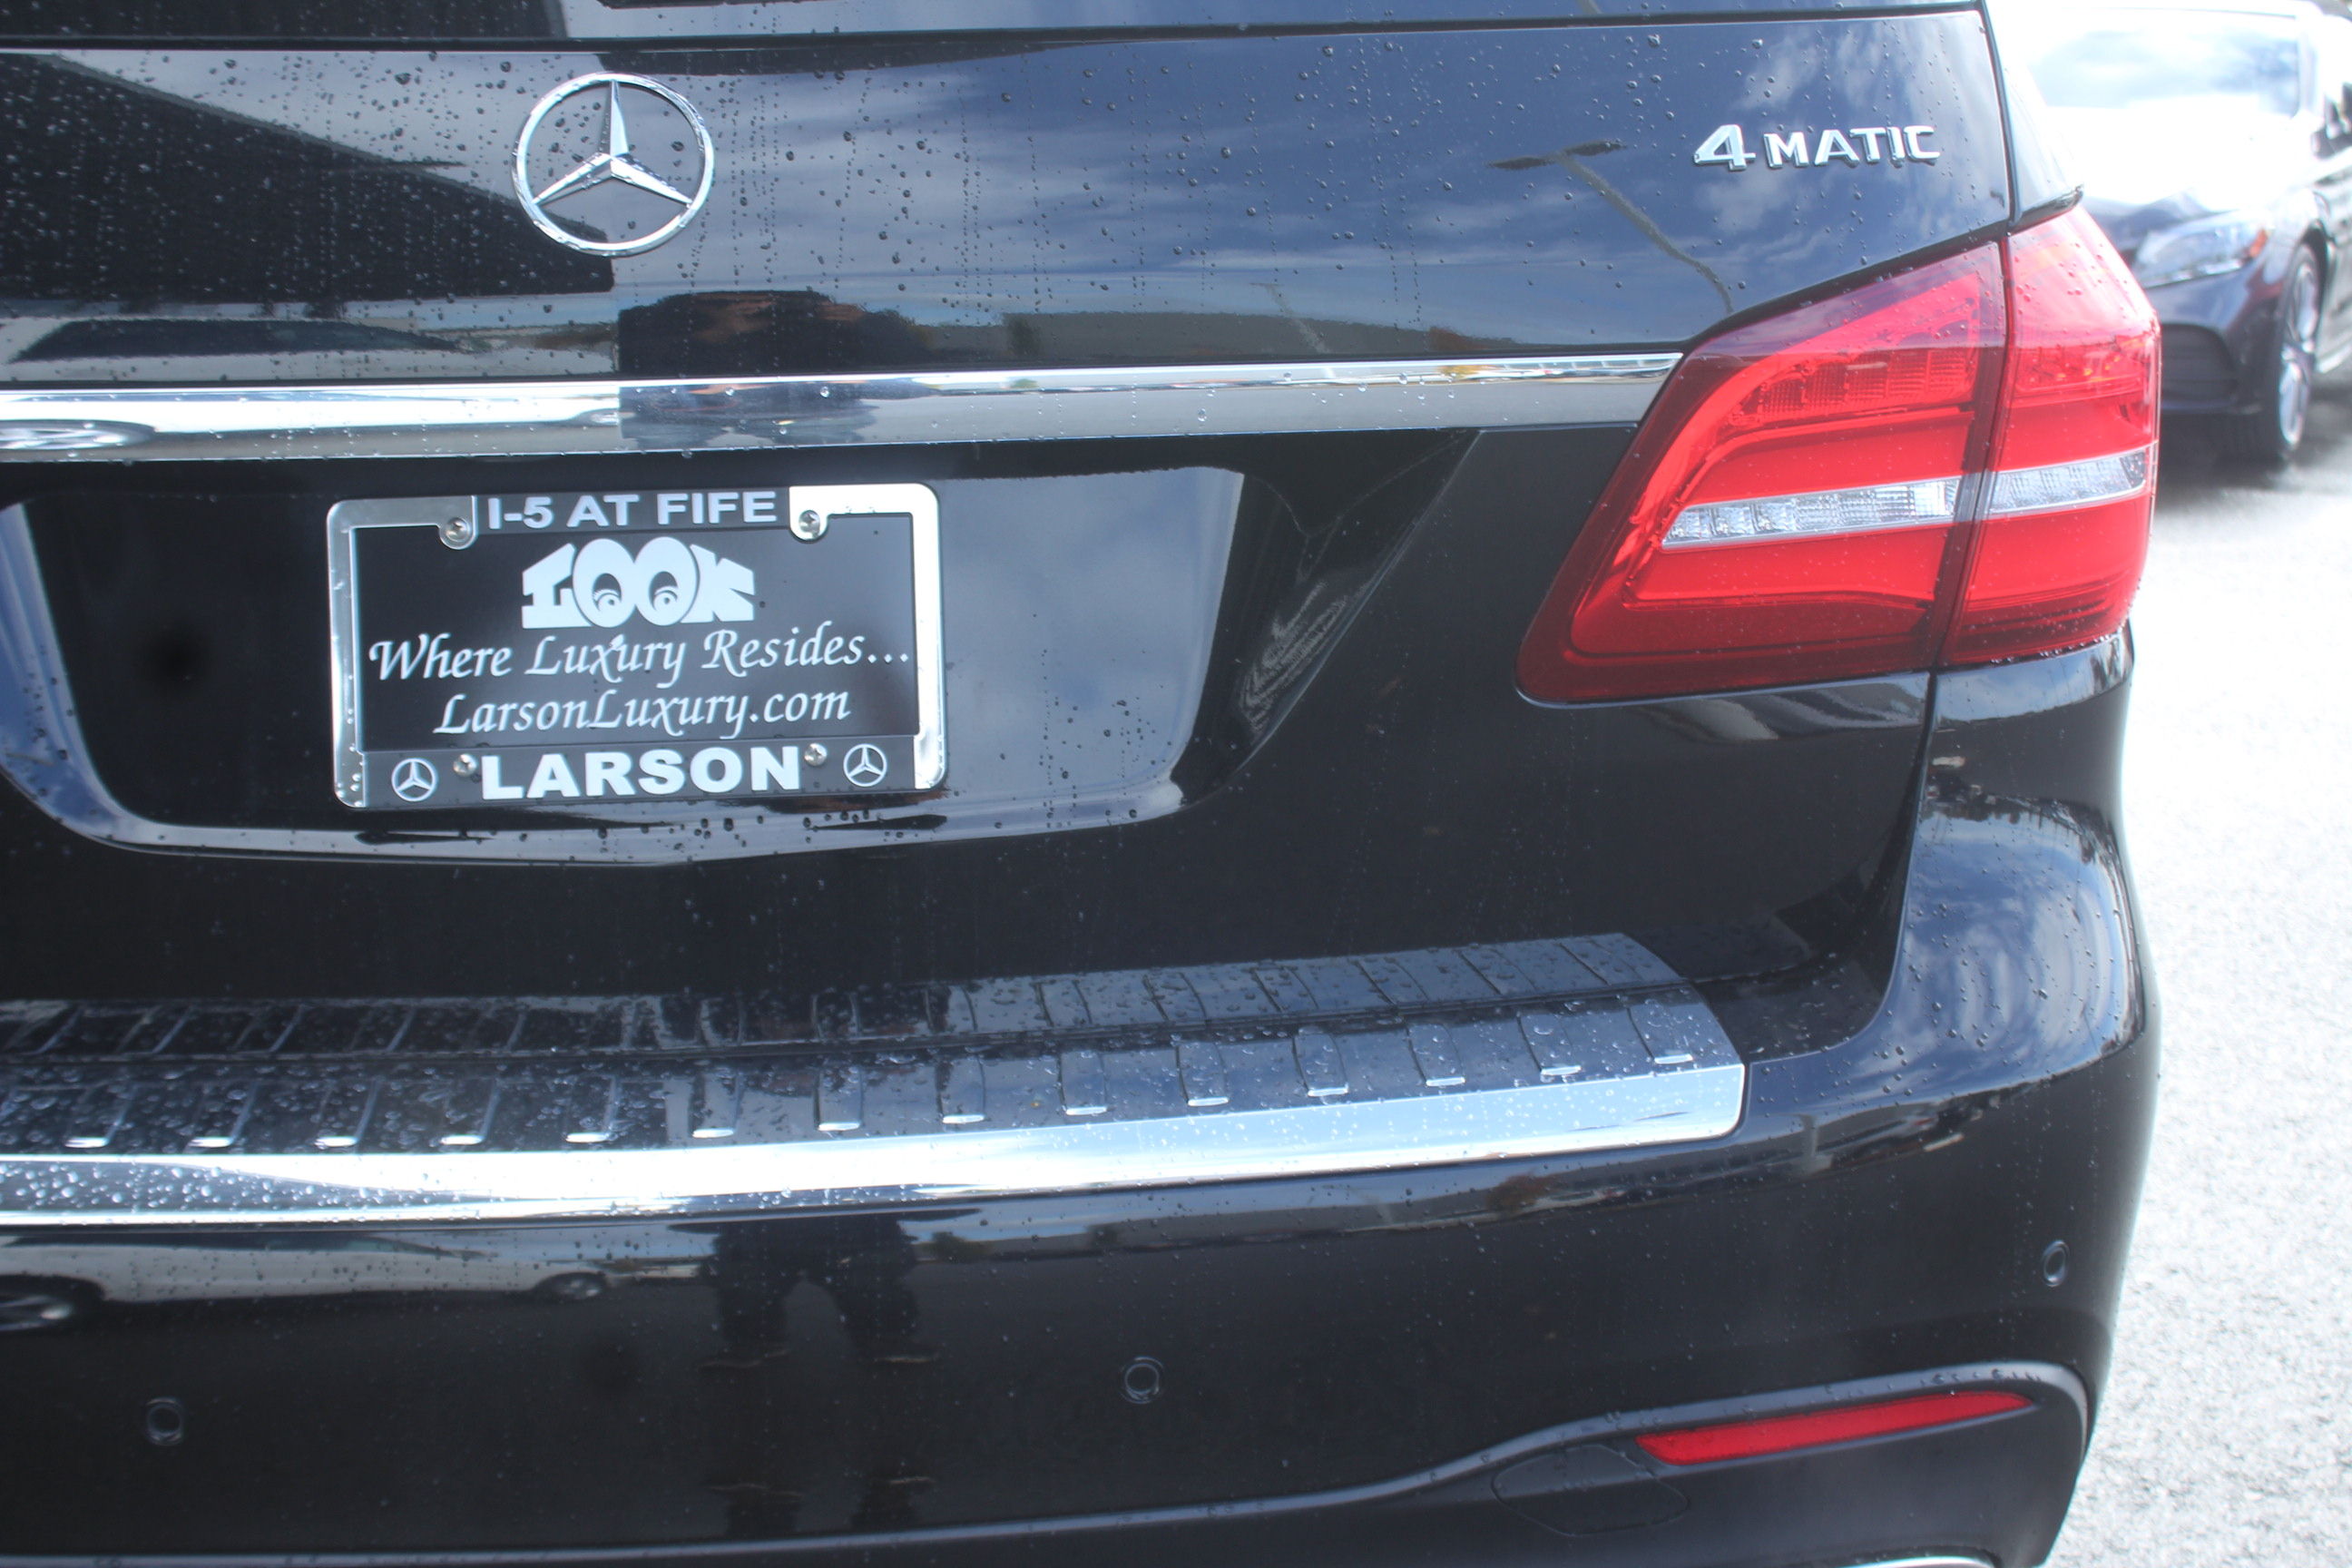 4MATIC
I-5 AT FIFE
LOOK
Where Luxury Resides...
LarsonLuxury.com
LARSON